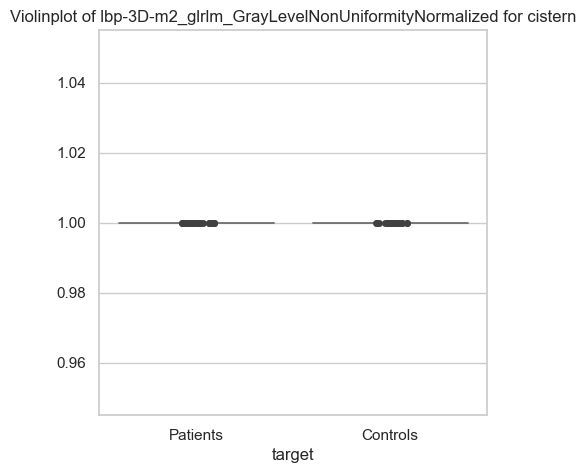 Violinplot of lbp-3D-m2_glrlm_GrayLevelNonUniformityNormalized for cistern
1.04
1.02
1.00
0.98
0.96
Patients Controls
target